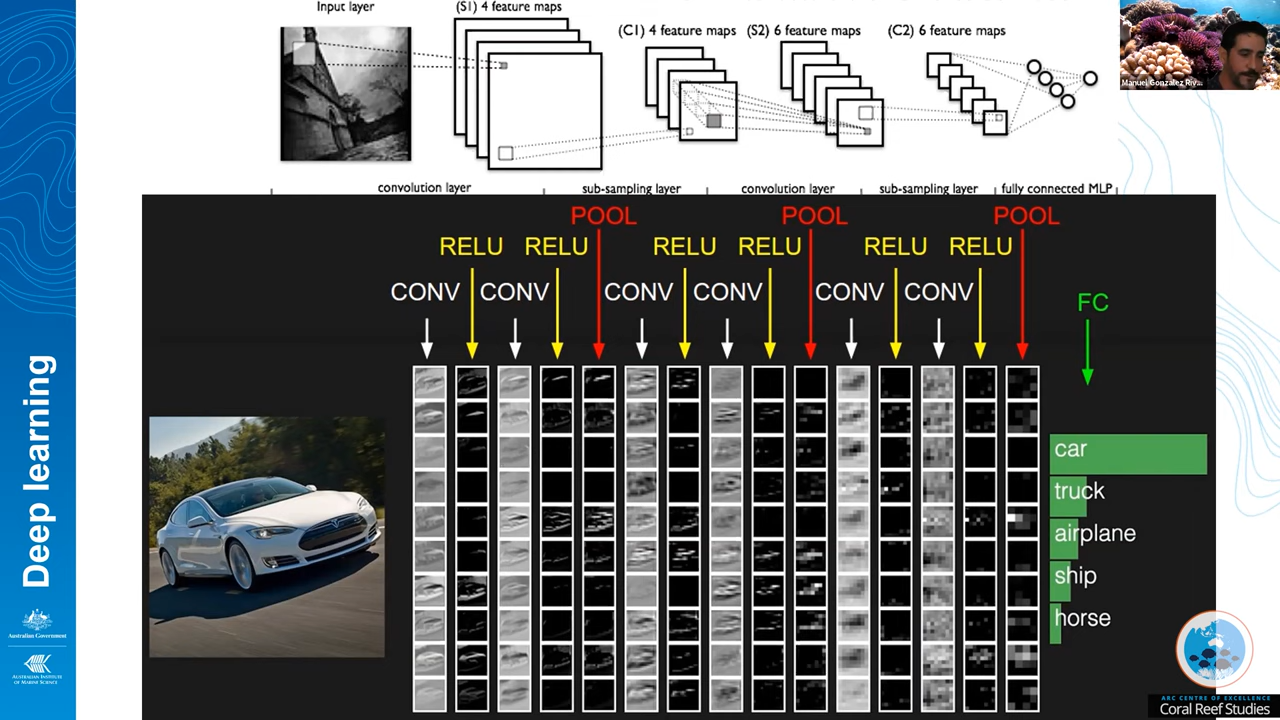 Input layer
(S1) 4 feature maps
(C1) 4 feature maps
(S2) 6 feature maps
(C2) 6 feature maps
convolution layer
sub-sampling layer
convolution layer
sub-sampling layer
fully connected MLP
Manuel Gonzalez Riv...
POOL
POOL
POOL
RELU
RELU
RELU
RELU
RELU
RELU
CONV
CONV
CONV
CONV
CONV
CONV
FC
car
truck
airplane
ship
horse
Deep learning
Australian Government
AUSTRALIAN INSTITUTE
OF MARINE SCIENCE
ARC CENTRE OF EXCELLENCE
Coral Reef Studies